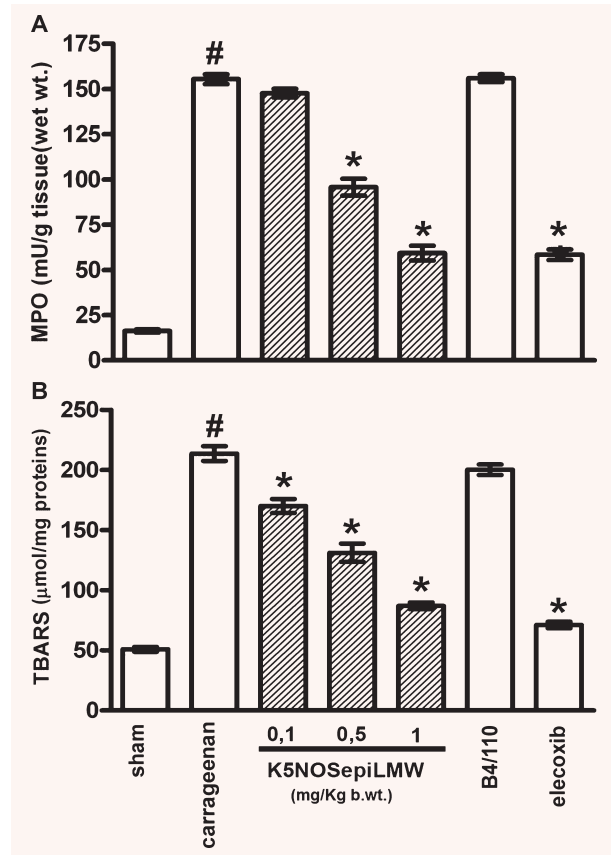 A
MPO (mU/g tissue(wet wt.)
175
150
125
100
75
50
25
0
#
*
*
*
B
TBARS (µmol/mg proteins)
250
200
150
100
50
0
#
*
*
*
*
sham
carrageenan
0,1 0,5 1
K5NOSepiLMW
(mg/Kg b.wt.)
B4/110
elecoxib